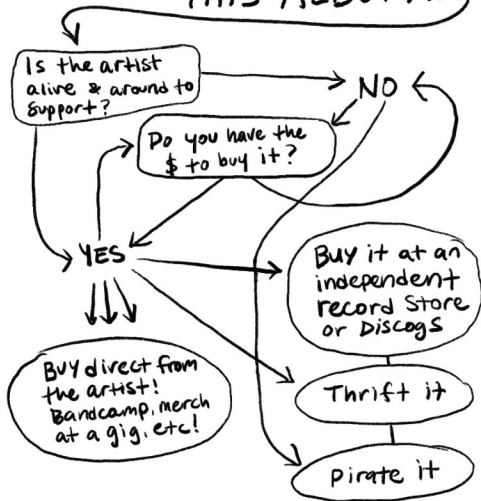 THIS ALBUM
Is the artist
alive & around to
support?
NO
Do you have the
$ to buy it?
YES
Buy it at an
independent
record Store
or Discogs
Buy direct from
the artist!
Bandcamp, merch
at a gig, etc!
Thrift it
Pirate it